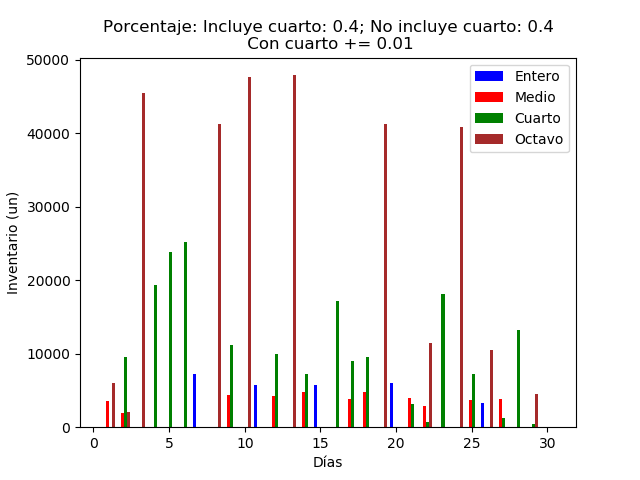 Porcentaje: Incluye cuarto: 0.4; No incluye cuarto: 0.4
Con cuarto += 0.01
50000
40000
30000
20000
10000
0
Inventario (un)
Entero
Medio
Cuarto
Octavo
0 5 10 15 20 25 30
Días